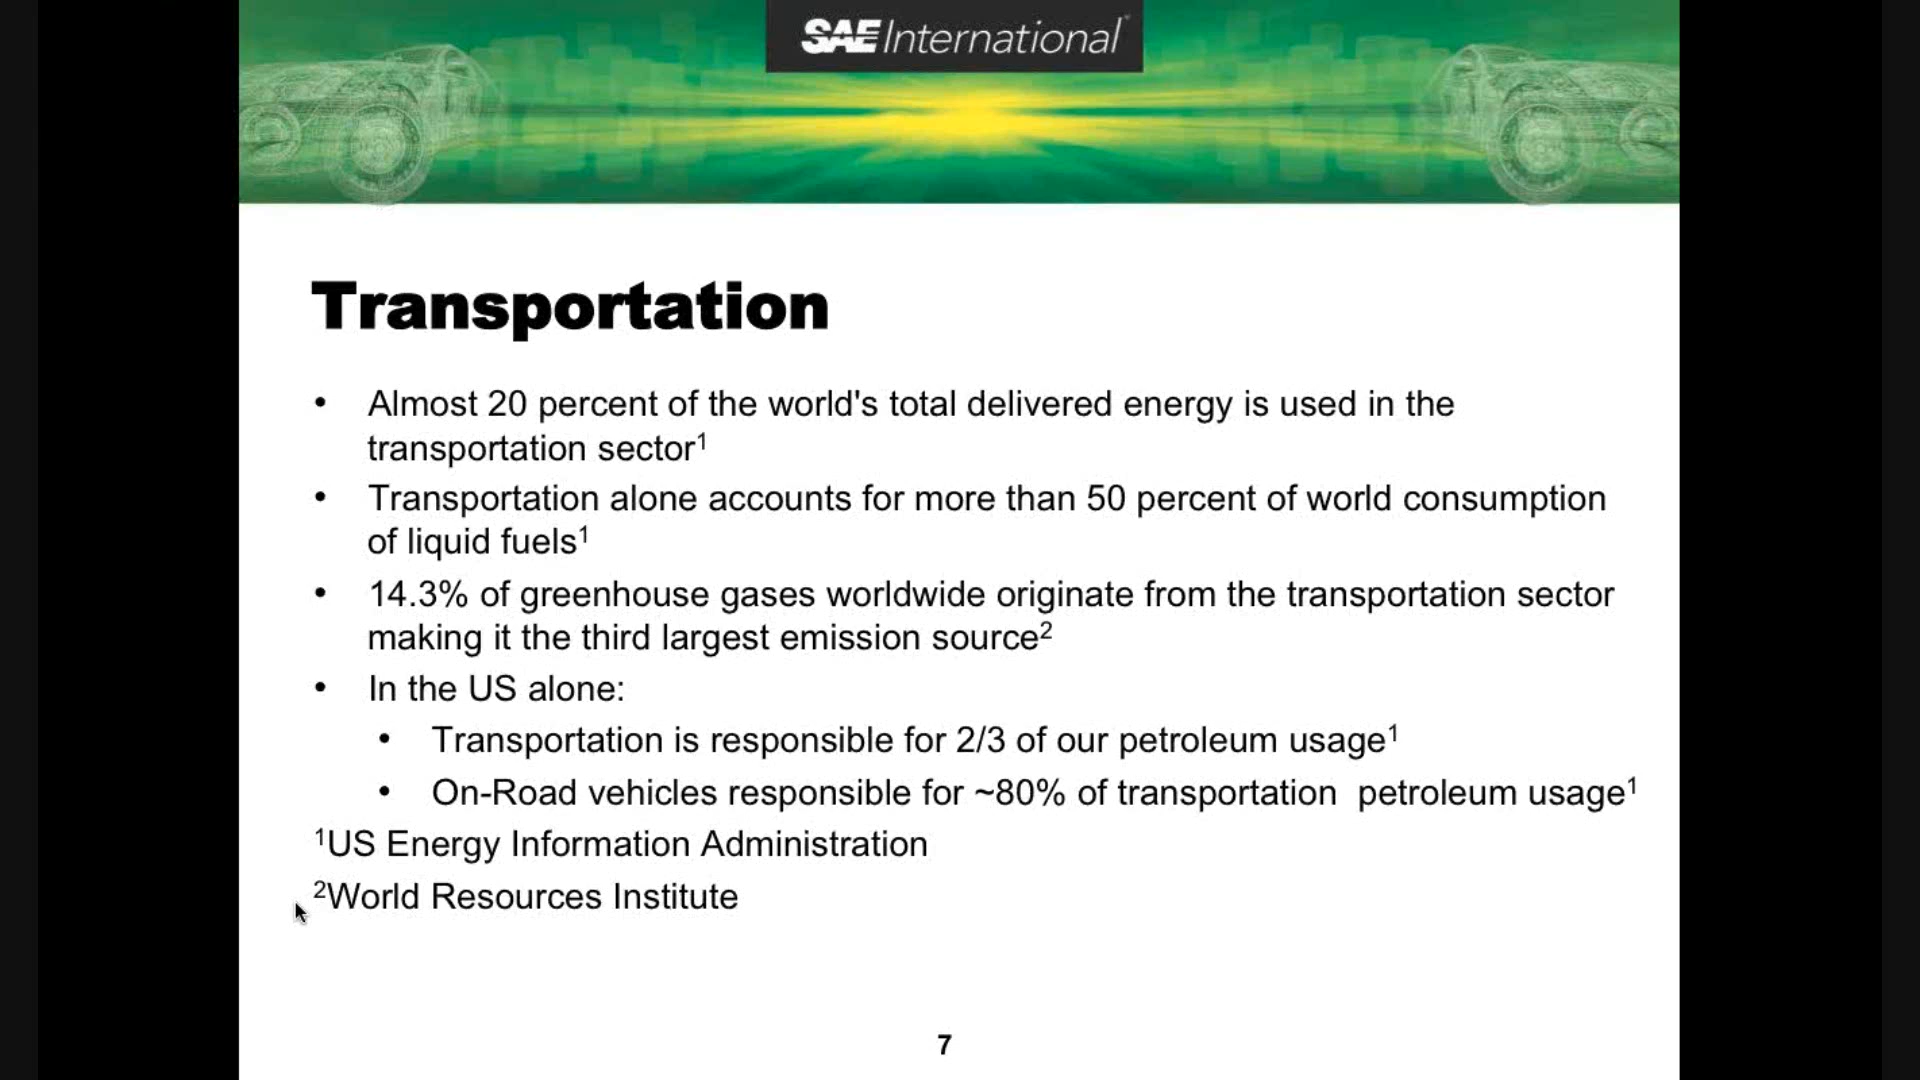 SAE International
Transportation
• Almost 20 percent of the world's total delivered energy is used in the
transportation sector¹
• Transportation alone accounts for more than 50 percent of world consumption
of liquid fuels¹
• 14.3% of greenhouse gases worldwide originate from the transportation sector
making it the third largest emission source²
• In the US alone:
• Transportation is responsible for 2/3 of our petroleum usage¹
• On-Road vehicles responsible for ~80% of transportation  petroleum usage¹
¹US Energy Information Administration
²World Resources Institute
7